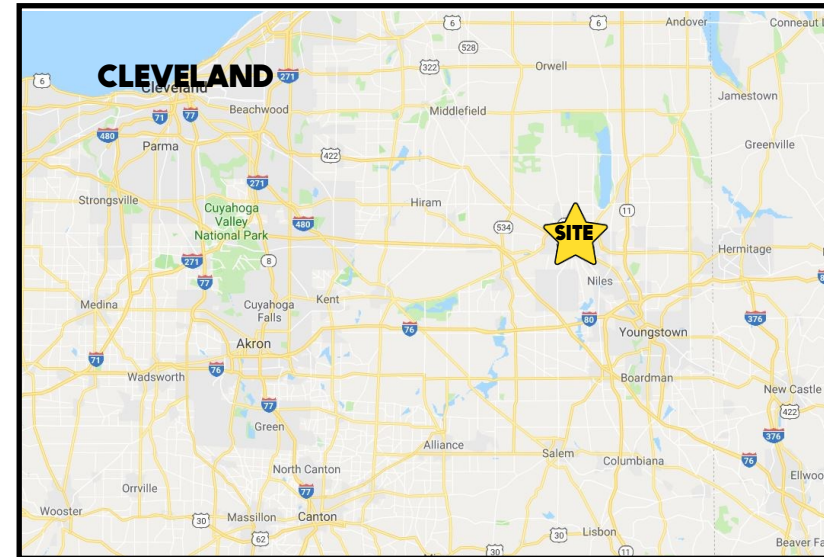 6
6
Andover
Conneaut L
528
322
Orwell
CLEVELAND
Cleveland
271
6
Jamestown
Beachwood
Middlefield
71
77
480
Parma
422
Greenville
271
Strongsville
Cuyahoga
Valley
National Park
Hiram
11
480
534
SITE
Hermitage
271
8
77
Niles
Medina
Cuyahoga
Falls
Kent
76
80
376
Youngstown
Akron
71
76
Wadsworth
Boardman
New Castle
77
422
Green
376
Alliance
Salem
Columbiana
76
North Canton
Ellwoo
Orrville
77
Wooster
30
Massillon
Canton
62
30
Lisbon
30
11
Beaver Fa